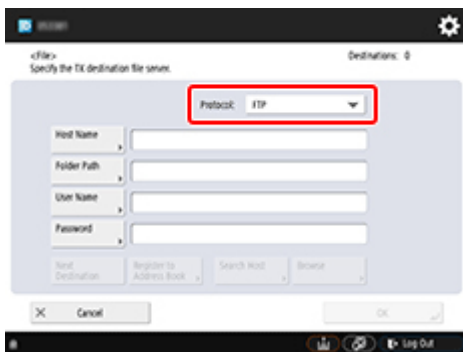 <File>
Destinations: 0
Specify the TX destination file server.
Protocol: FTP
Host Name
Folder Path
User Name
Password
Next Destination
Register to Address Book
Search Host
Browse
Cancel
OK
Log Out